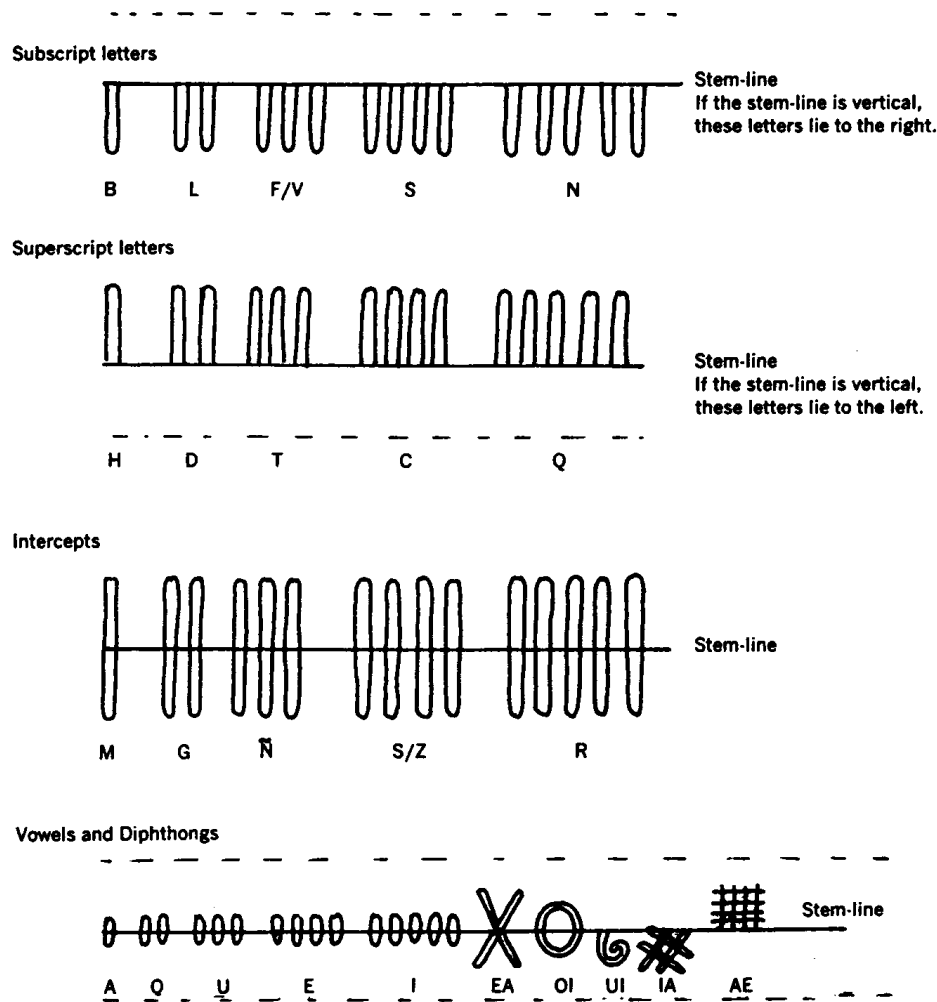 Subscript letters
Stem-line
If the stem-line is vertical,
these letters lie to the right.
B L F/V S N
Superscript letters
Stem-line
If the stem-line is vertical,
these letters lie to the left.
H D T C Q
Intercepts
Stem-line
M G Ñ S/Z R
Vowels and Diphthongs
Stem-line
A O U E I EA OI UI IA AE